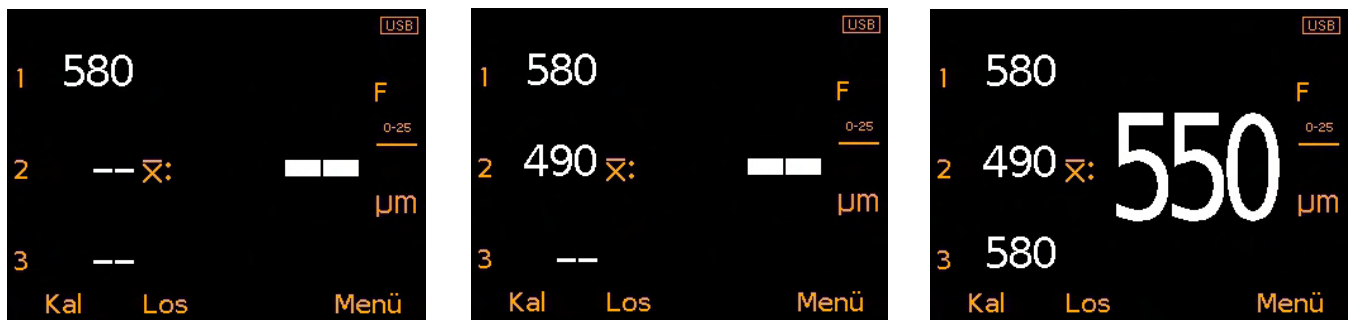 USB
1 580
F
0-25
2 -- x̅: --
µm
3 --
Kal Los Menü
USB
1 580
F
0-25
2 490 x̅: --
µm
3 --
Kal Los Menü
USB
1 580
F
0-25
2 490 x̅: 550
µm
3 580
Kal Los Menü